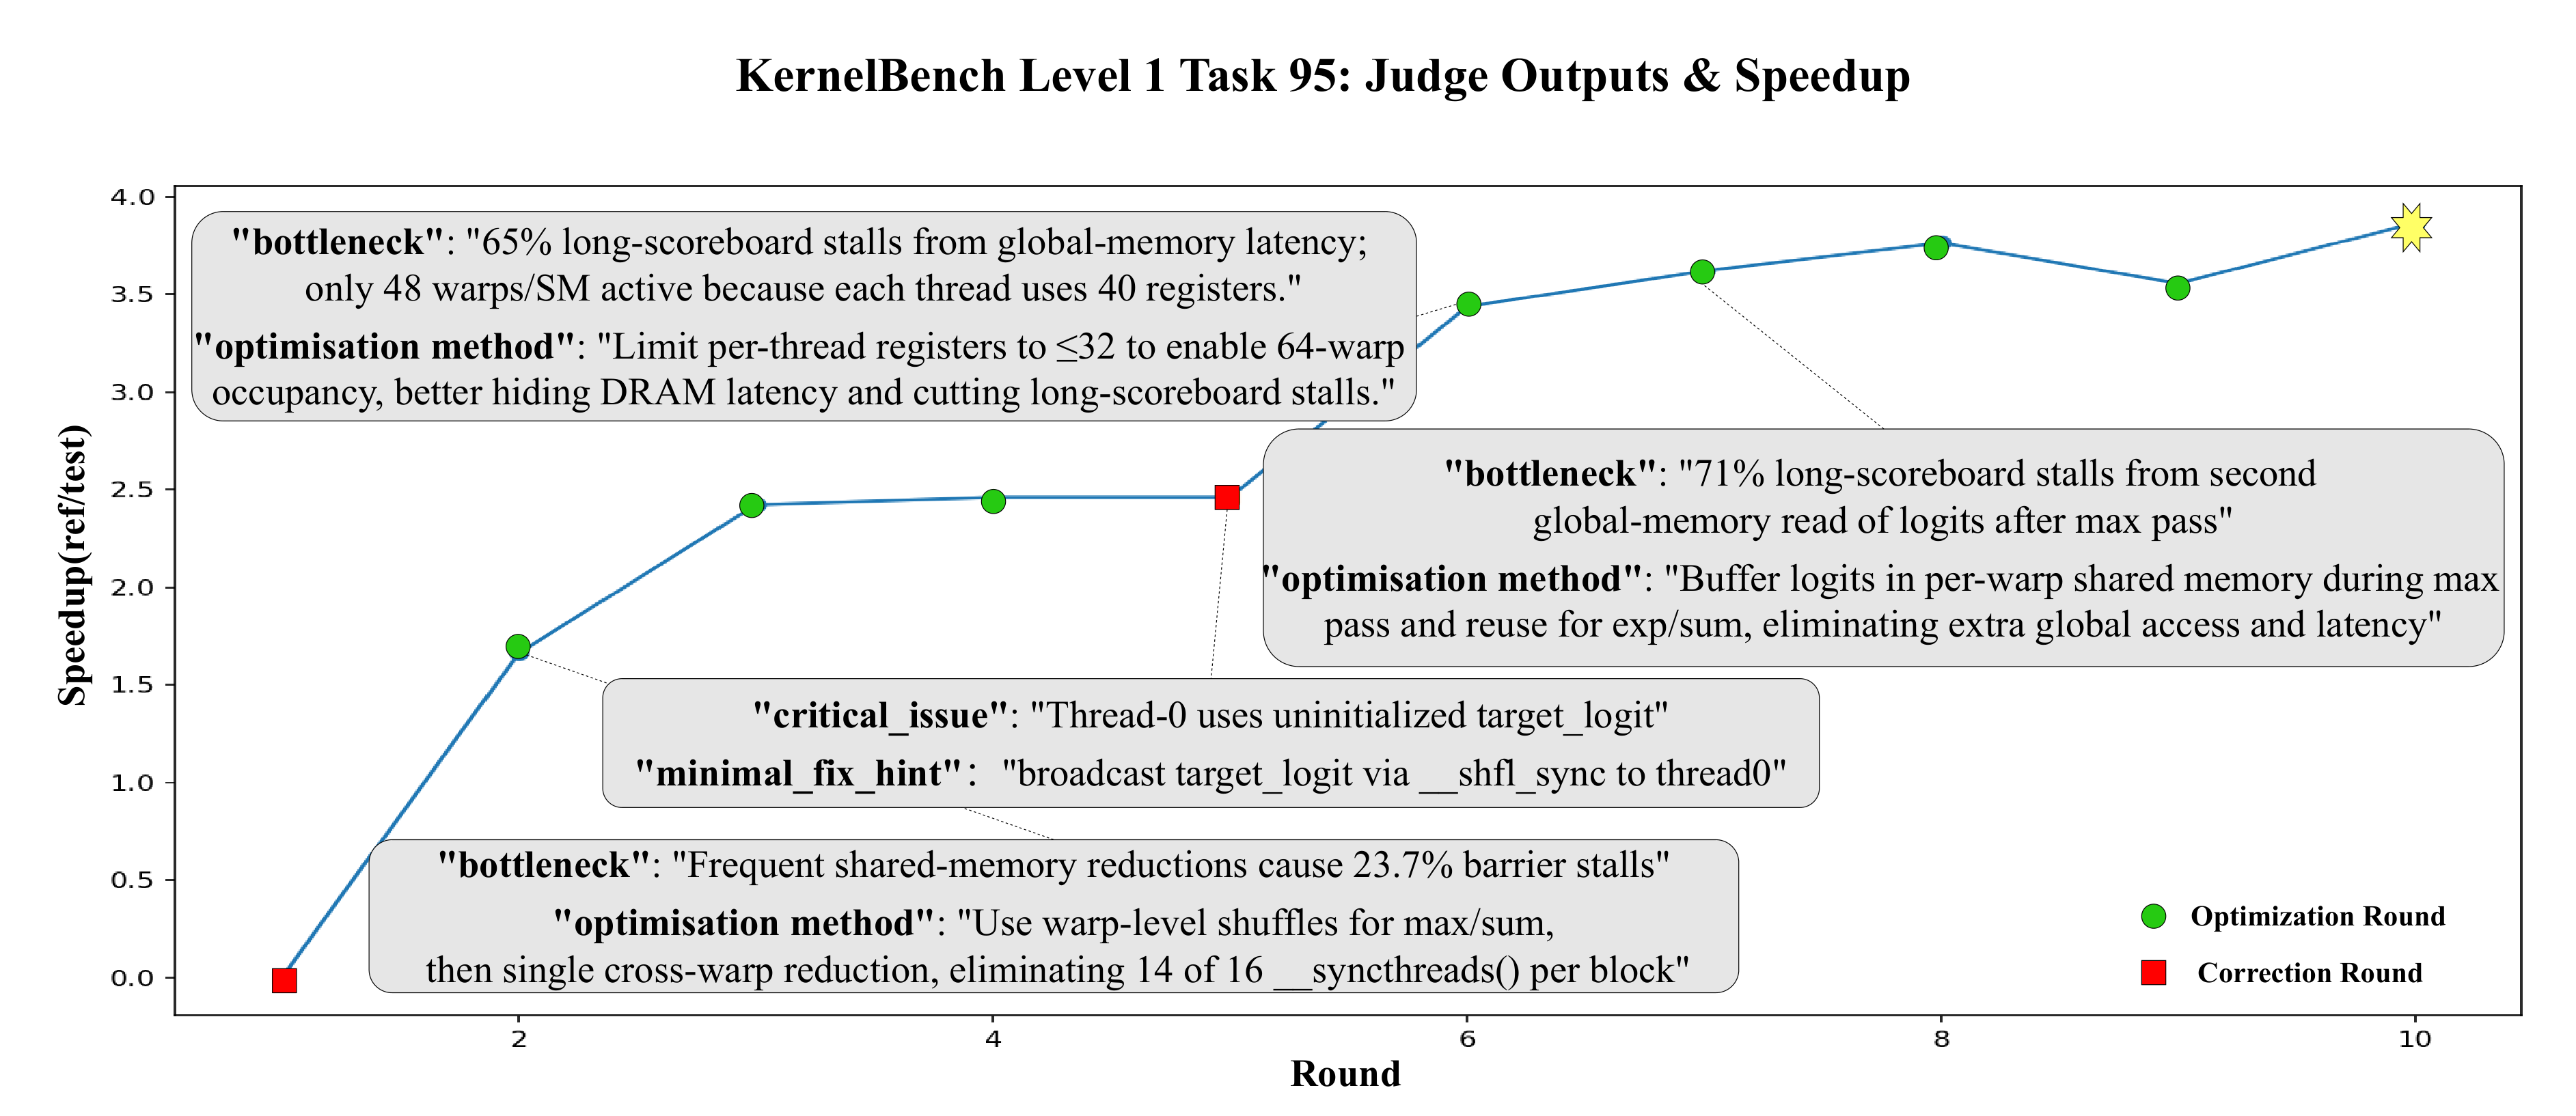 KernelBench Level 1 Task 95: Judge Outputs & Speedup
Speedup(ref/test)
4.0
3.5
3.0
2.5
2.0
1.5
1.0
0.5
0.0
"bottleneck": "65% long-scoreboard stalls from global-memory latency;
only 48 warps/SM active because each thread uses 40 registers."
"optimisation method": "Limit per-thread registers to ≤32 to enable 64-warp
occupancy, better hiding DRAM latency and cutting long-scoreboard stalls."
"bottleneck": "71% long-scoreboard stalls from second
global-memory read of logits after max pass"
"optimisation method": "Buffer logits in per-warp shared memory during max
pass and reuse for exp/sum, eliminating extra global access and latency"
"critical_issue": "Thread-0 uses uninitialized target_logit"
"minimal_fix_hint": "broadcast target_logit via __shfl_sync to thread0"
"bottleneck": "Frequent shared-memory reductions cause 23.7% barrier stalls"
"optimisation method": "Use warp-level shuffles for max/sum,
then single cross-warp reduction, eliminating 14 of 16 __syncthreads() per block"
Optimization Round
Correction Round
2
4
6
8
10
Round